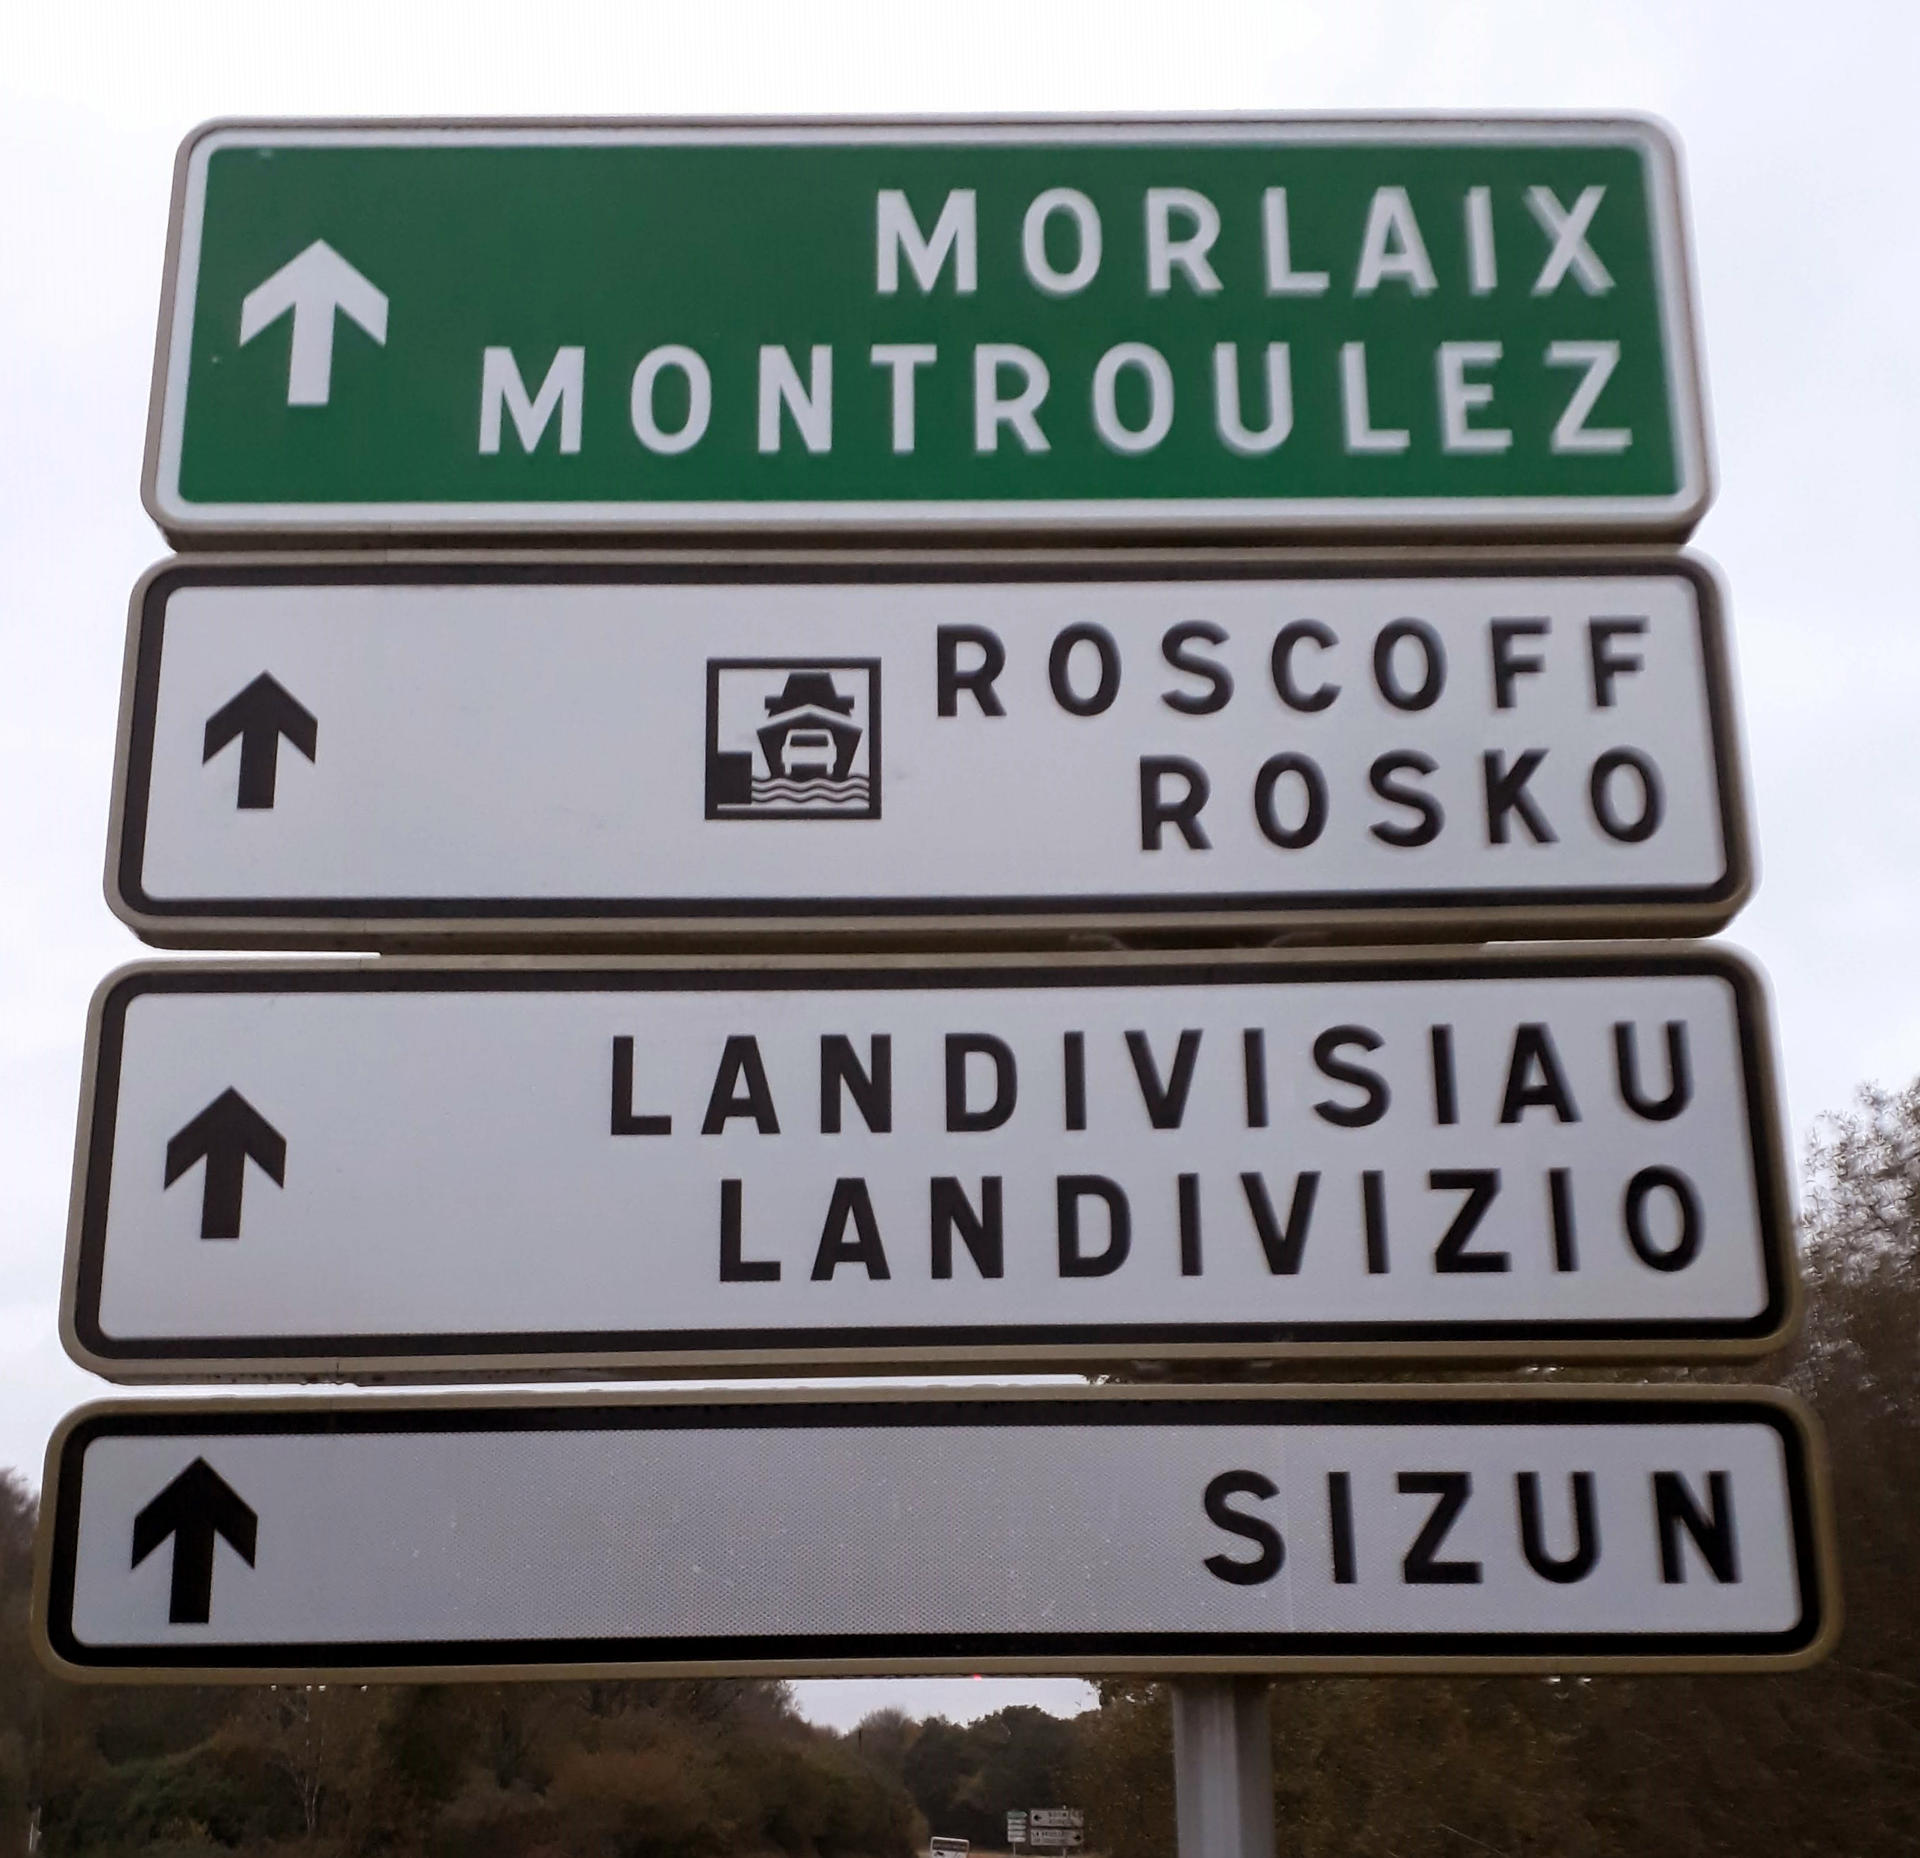 MORLAIX
MONTROULEZ
ROSCOFF
ROSKO
LANDIVISIAU
LANDIVIZIO
SIZUN